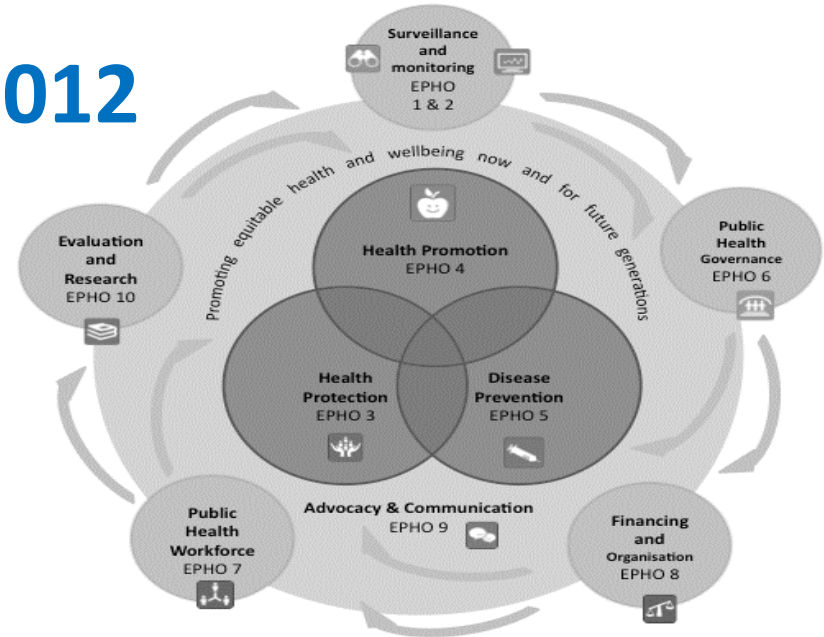 012
Surveillance
and
monitoring
EPHO
1 & 2
Promoting equitable health and wellbeing now and for future generations
Evaluation
and
Research
EPHO 10
Public
Health
Governance
EPHO 6
Health Promotion
EPHO 4
Health
Protection
EPHO 3
Disease
Prevention
EPHO 5
Advocacy & Communication
EPHO 9
Public
Health
Workforce
EPHO 7
Financing
and
Organisation
EPHO 8